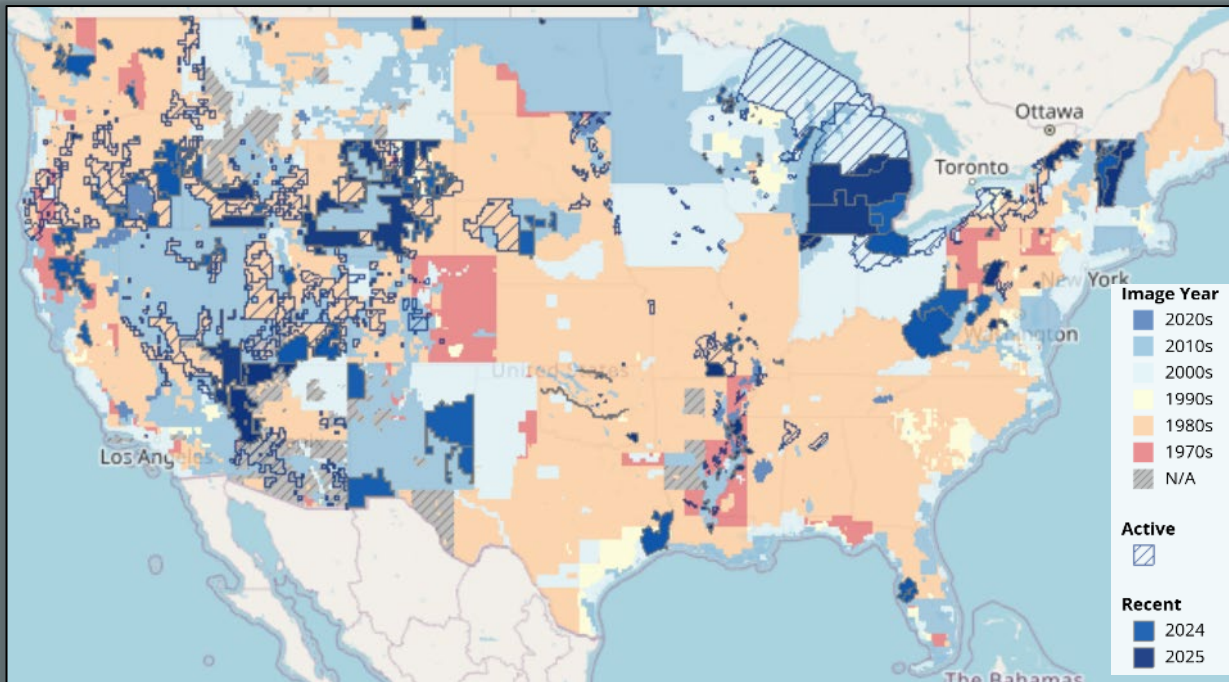 Ottawa
Toronto
New York
Washington
United States
Los Angeles
The Bahamas
Image Year
2020s
2010s
2000s
1990s
1980s
1970s
N/A
Active
Recent
2024
2025